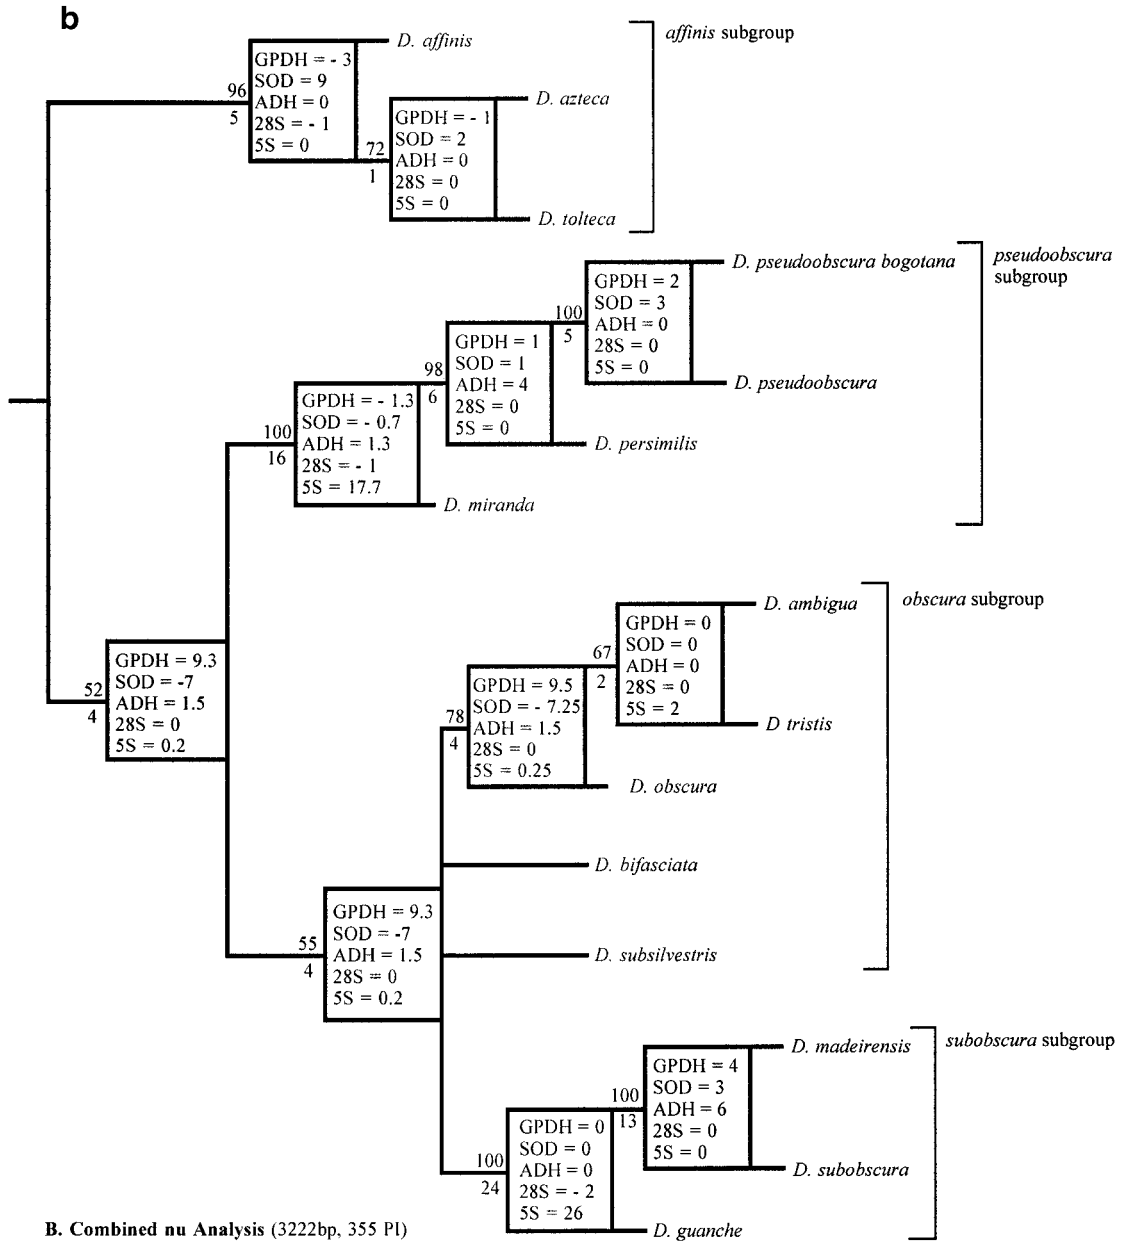 b
D. affinis
affinis subgroup
GPDH = - 3
SOD = 9
ADH = 0
28S = - 1
5S = 0
96
5
D. azteca
GPDH = - 1
SOD = 2
ADH = 0
28S = 0
5S = 0
72
1
D. tolteca
D. pseudoobscura bogotana
pseudoobscura
subgroup
GPDH = 2
SOD = 3
ADH = 0
28S = 0
5S = 0
100
5
D. pseudoobscura
GPDH = 1
SOD = 1
ADH = 4
28S = 0
5S = 0
98
6
D. persimilis
GPDH = - 1.3
SOD = - 0.7
ADH = 1.3
28S = - 1
5S = 17.7
100
16
D. miranda
D. ambigua
obscura subgroup
GPDH = 0
SOD = 0
ADH = 0
28S = 0
5S = 2
67
2
D tristis
GPDH = 9.3
SOD = -7
ADH = 1.5
28S = 0
5S = 0.2
52
4
GPDH = 9.5
SOD = - 7.25
ADH = 1.5
28S = 0
5S = 0.25
78
4
D. obscura
D. bifasciata
GPDH = 9.3
SOD = -7
ADH = 1.5
28S = 0
5S = 0.2
55
4
D. subsilvestris
D. madeirensis
subobscura subgroup
GPDH = 4
SOD = 3
ADH = 6
28S = 0
5S = 0
100
13
D. subobscura
GPDH = 0
SOD = 0
ADH = 0
28S = - 2
5S = 26
100
24
D. guanche
B. Combined nu Analysis (3222bp, 355 PI)